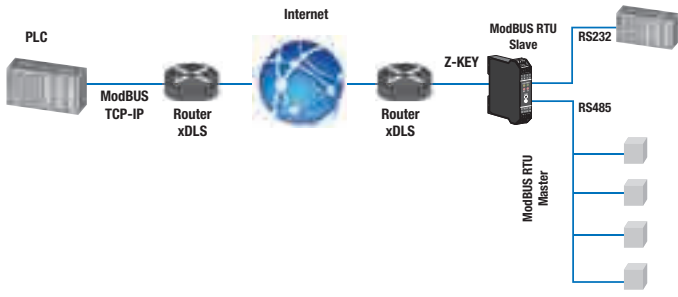 Internet
PLC
ModBUS RTU
Slave
RS232
Z-KEY
ModBUS
TCP-IP
Router
xDLS
Router
xDLS
RS485
ModBUS RTU
Master